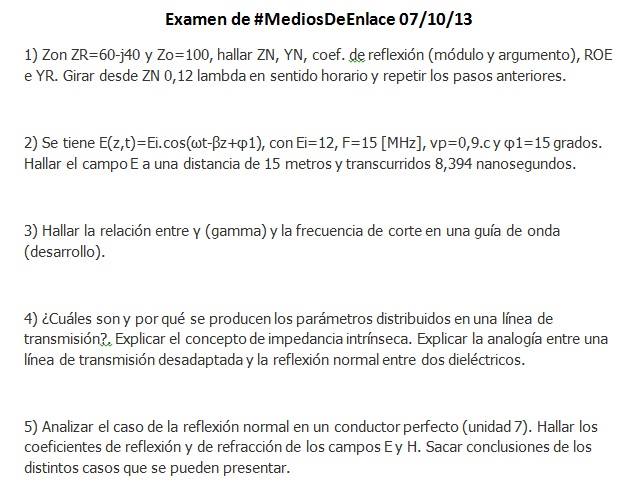 Examen de #MediosDeEnlace 07/10/13
1) Zon ZR=60-j40 y Zo=100, hallar ZN, YN, coef. de reflexión (módulo y argumento), ROE
e YR. Girar desde ZN 0,12 lambda en sentido horario y repetir los pasos anteriores.
2) Se tiene E(z,t)=Ei.cos(ωt-βz+φ1), con Ei=12, F=15 [MHz], vp=0,9.c y φ1=15 grados.
Hallar el campo E a una distancia de 15 metros y transcurridos 8,394 nanosegundos.
3) Hallar la relación entre γ (gamma) y la frecuencia de corte en una guía de onda
(desarrollo).
4) ¿Cuáles son y por qué se producen los parámetros distribuidos en una línea de
transmisión?. Explicar el concepto de impedancia intrínseca. Explicar la analogía entre una
línea de transmisión desadaptada y la reflexión normal entre dos dieléctricos.
5) Analizar el caso de la reflexión normal en un conductor perfecto (unidad 7). Hallar los
coeficientes de reflexión y de refracción de los campos E y H. Sacar conclusiones de los
distintos casos que se pueden presentar.